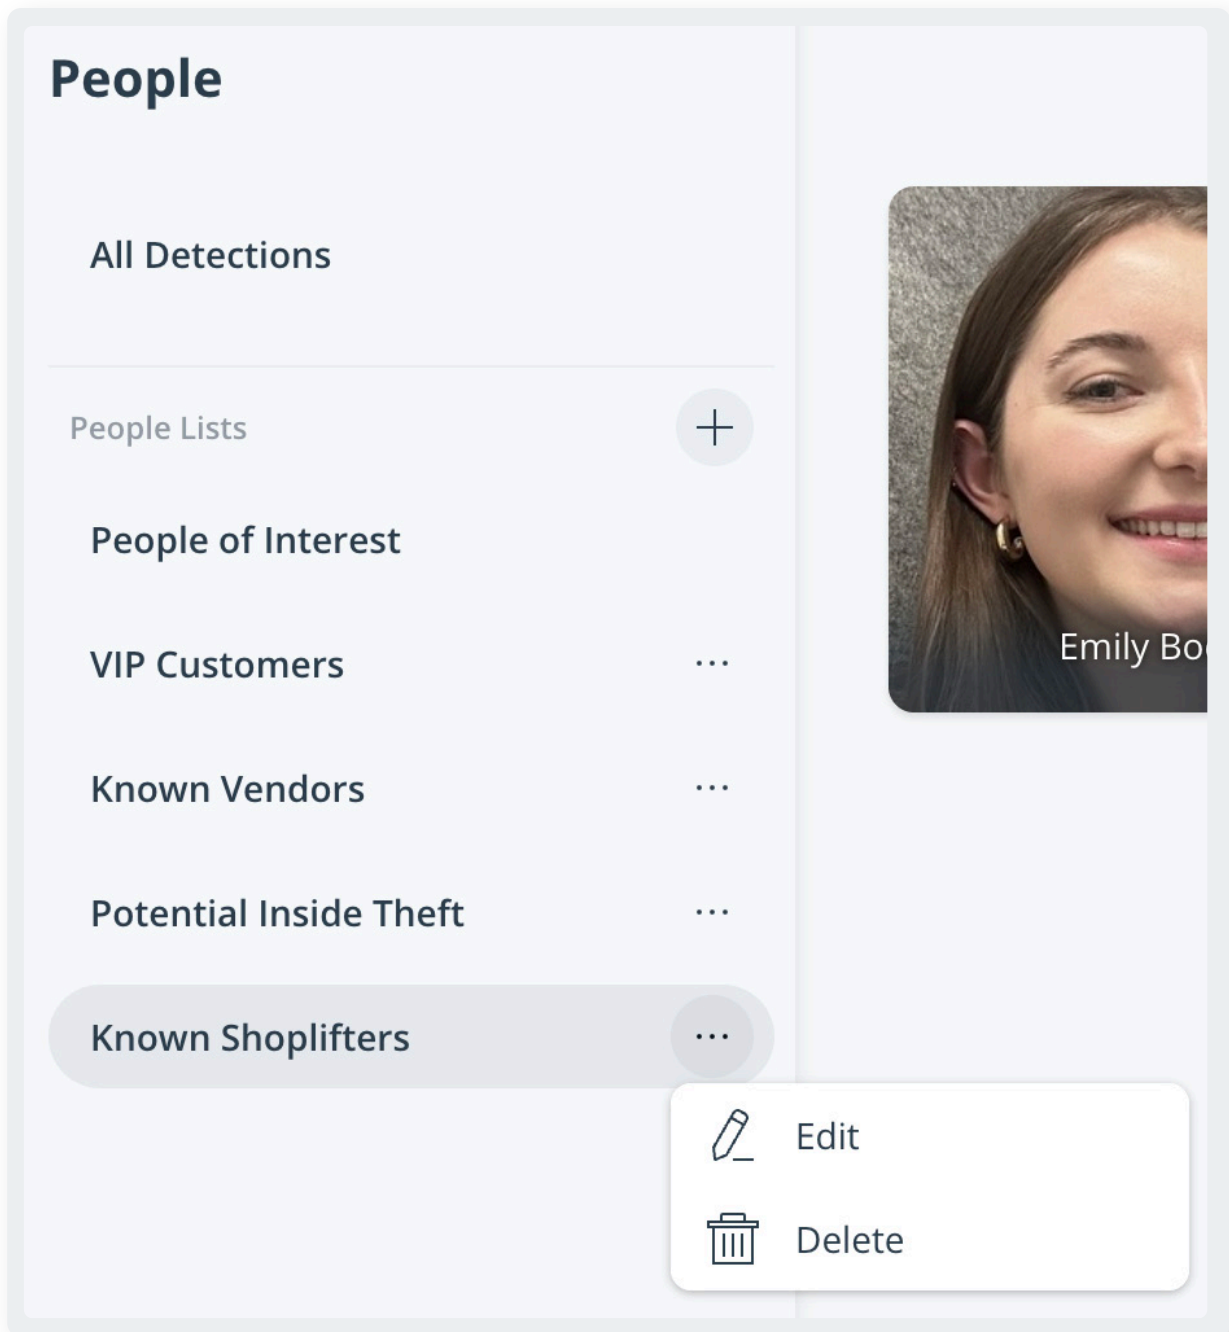 People
All Detections
People Lists
People of Interest
VIP Customers
Known Vendors
Potential Inside Theft
Known Shoplifters
Edit
Delete
Emily